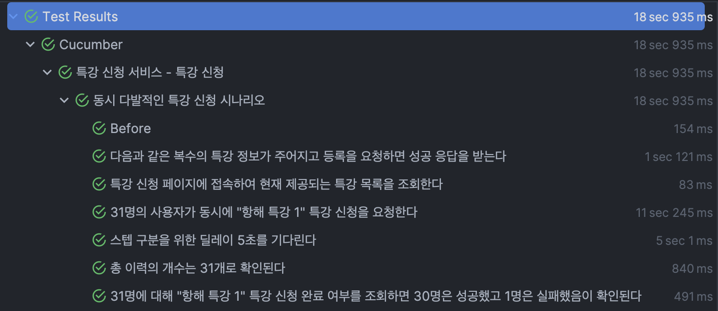 Test Results 18 sec 935 ms
Cucumber 18 sec 935 ms
특강 신청 서비스 - 특강 신청 18 sec 935 ms
동시 다발적인 특강 신청 시나리오 18 sec 935 ms
Before 154 ms
다음과 같은 복수의 특강 정보가 주어지고 등록을 요청하면 성공 응답을 받는다 1 sec 121 ms
특강 신청 페이지에 접속하여 현재 제공되는 특강 목록을 조회한다 83 ms
31명의 사용자가 동시에 "항해 특강 1" 특강 신청을 요청한다 11 sec 245 ms
스텝 구분을 위한 딜레이 5초를 기다린다 5 sec 1 ms
총 이력의 개수는 31개로 확인된다 840 ms
31명에 대해 "항해 특강 1" 특강 신청 완료 여부를 조회하면 30명은 성공했고 1명은 실패했음이 확인된다 491 ms